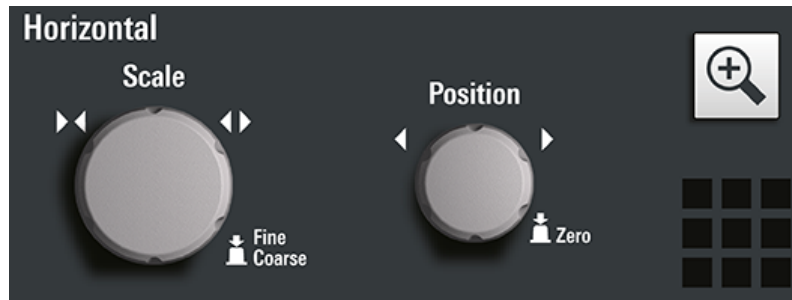 Horizontal
Scale
Position
Fine
Coarse
Zero